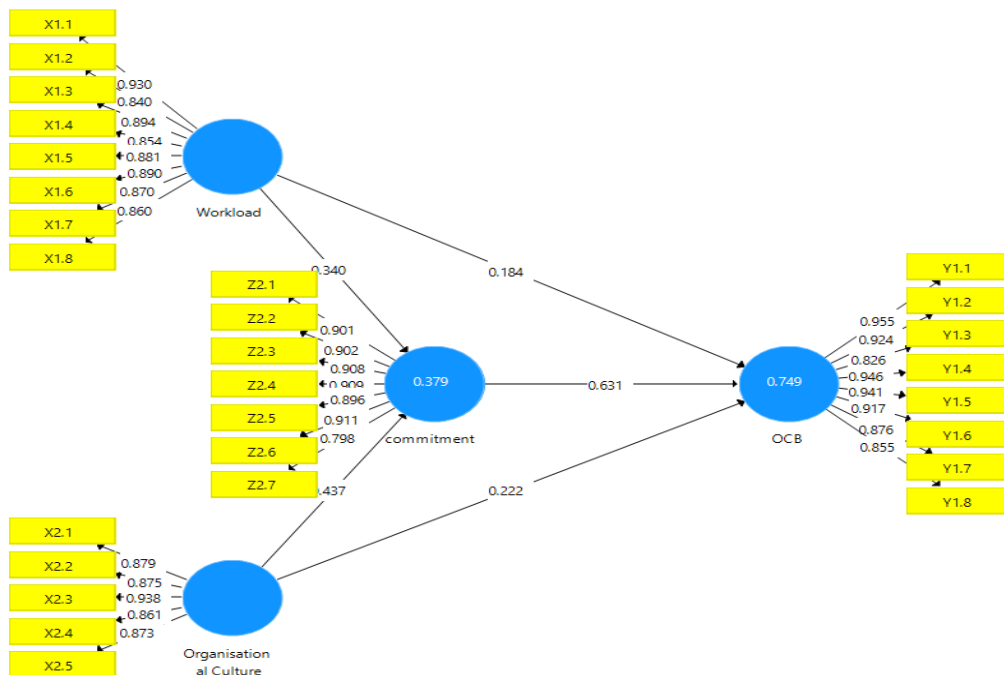 X1.1
X1.2
X1.3
X1.4
X1.5
X1.6
X1.7
X1.8
0.930
0.840
0.894
0.854
0.881
0.890
0.870
0.860
Workload
0.340
0.184
Z2.1
Z2.2
Z2.3
Z2.4
Z2.5
Z2.6
Z2.7
0.901
0.902
0.908
0.909
0.896
0.911
0.798
0.379
commitment
0.631
0.437
0.222
X2.1
X2.2
X2.3
X2.4
X2.5
0.879
0.875
0.938
0.861
0.873
Organisation
al Culture
0.749
OCB
0.955
0.924
0.826
0.946
0.941
0.917
0.876
0.855
Y1.1
Y1.2
Y1.3
Y1.4
Y1.5
Y1.6
Y1.7
Y1.8